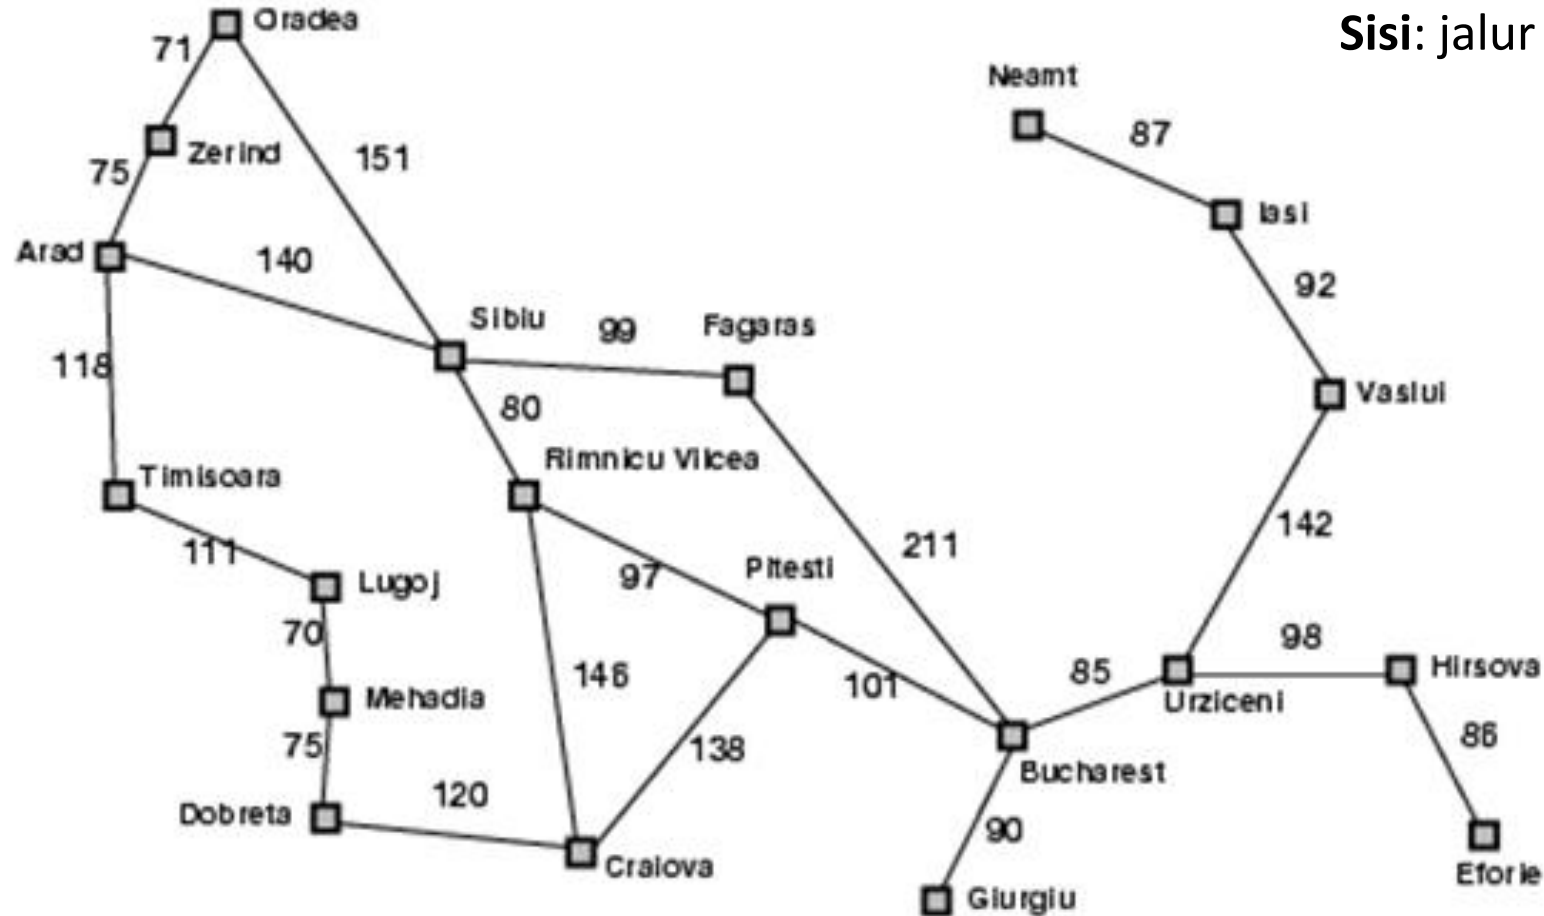 Oradea
Sisi: jalur
71
Neamt
87
Zerind
151
75
Iasi
Arad
140
92
Sibiu
99
Fagaras
118
Vaslui
80
Rimnicu Vilcea
Timisoara
142
111
211
97
Pitesti
Lugoj
70
98
146
85
Hirsova
101
Mehadia
Urziceni
86
75
138
Bucharest
120
Dobreta
90
Craiova
Eforie
Giurgiu